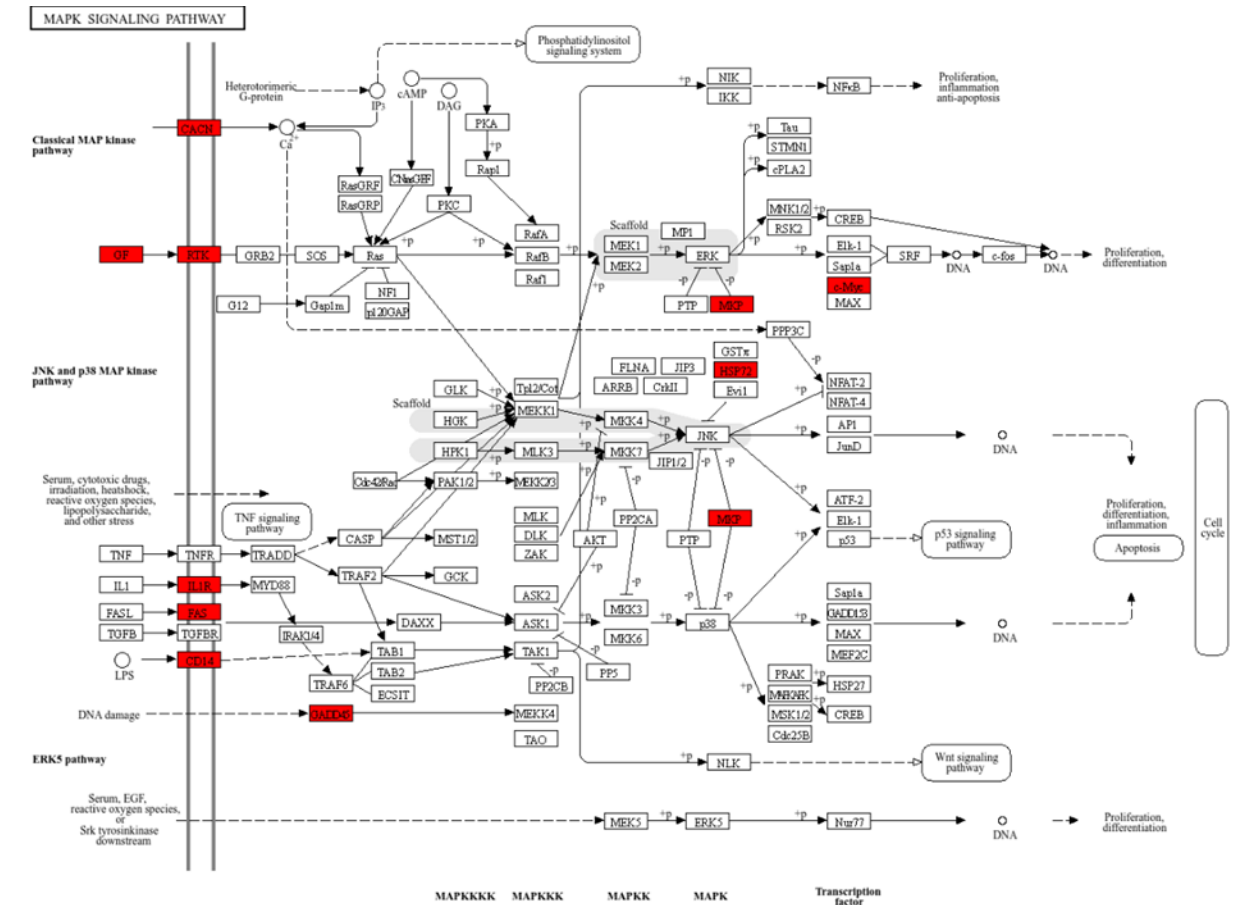 MAPK SIGNALING PATHWAY
Phosphatidylinositol
signaling system
Heterotorimeric
G-protein
IP3
cAMP
DAG
+p
NIK
IKK
NFκB
Proliferation,
inflammation
anti-apoptosis
Classical MAP kinase
pathway
CACN
Ca2+
PKA
+p
Rap1
Tau
STMN1
+p
cPLA2
RasGRF
RasGRP
CNrasGEF
PKC
RafA
Scaffold
MP1
MNK1/2
RSK2
+p
CREB
GF
RTK
GRB2
SOS
Ras
+p
+p
RafB
Raf1
+p
MEK1
MEK2
+p
ERK
+p
+p
Elk-1
Sap1a
SRF
DNA
c-fos
DNA
Proliferation,
differentiation
G12
Gap1m
NF1
p120GAP
+p
-p
-p
PTP
MKP
c-Myc
MAX
PPP3C
-p
JNK and p38 MAP kinase
pathway
GLK
Tpl2/Cot
FLNA
JIP3
ARRB
CrkII
GSTπ
HSP72
Evi1
NFAT-2
NFAT-4
Scaffold
HGK
+p
+p
+p
MEKK1
MKK4
+p
JNK
+p
+p
AP1
JunD
DNA
HPK1
+p
MLK3
+p
MKK7
+p
JIP1/2
-p
-p
Cdc42/Rac
PAK1/2
+p
MEKK2/3
Serum, cytotoxic drugs,
irradiation, heatshock,
reactive oxygen species,
lipopolysaccharide,
and other stress
TNF signaling
pathway
MLK
DLK
ZAK
AKT
PP2CA
PTP
MKP
+p
ATF-2
Elk-1
p53
p53 signaling
pathway
Proliferation,
differentiation,
inflammation
Apoptosis
Cell
cycle
TNF
TNFR
TRADD
CASP
MST1/2
IL1
IL1R
MYD88
TRAF2
GCK
+p
-p
-p
-p
FASL
FAS
DAXX
ASK2
ASK1
+p
MKK3
MKK6
+p
p38
+p
Sap1a
GADD153
MAX
MEF2C
DNA
TGFB
TGFBR
IRAK1/4
TAB1
TAK1
-p
LPS
CD14
TAB2
ECSIT
TRAF6
-p
PP2CB
PP5
+p
PRAK
MAPKAPK
MSK1/2
Cdc25B
+p
+p
HSP27
CREB
DNA damage
GADD45
MEKK4
TAO
ERK5 pathway
+p
NLK
Wnt signaling
pathway
Serum, EGF,
reactive oxygen species,
or
Srk tyrosinkinase
downstream
MEK5
+p
ERK5
+p
Nur77
DNA
Proliferation,
differentiation
MAPKKKK
MAPKKK
MAPKK
MAPK
Transcription
factor